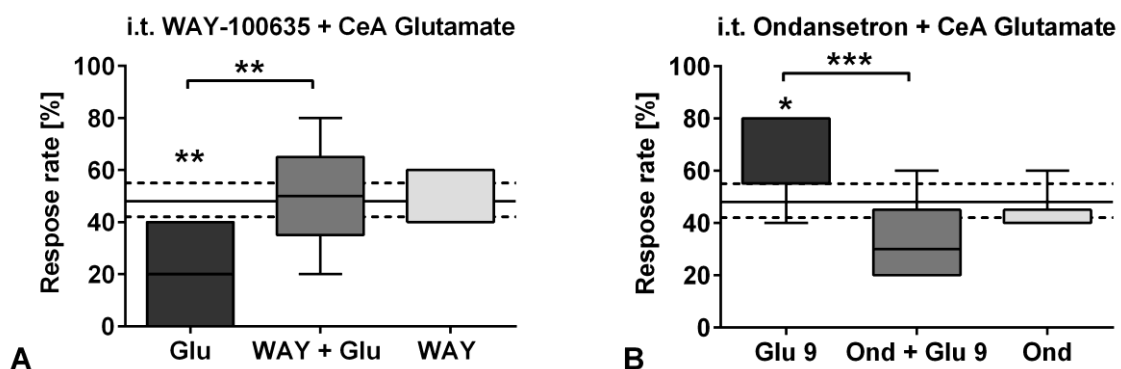 i.t. WAY-100635 + CeA Glutamate
Respose rate [%]
100
80
60
40
20
0
**
**
Glu
WAY + Glu
WAY
A
i.t. Ondansetron + CeA Glutamate
Respose rate [%]
100
80
60
40
20
0
***
*
Glu 9
Ond + Glu 9
Ond
B